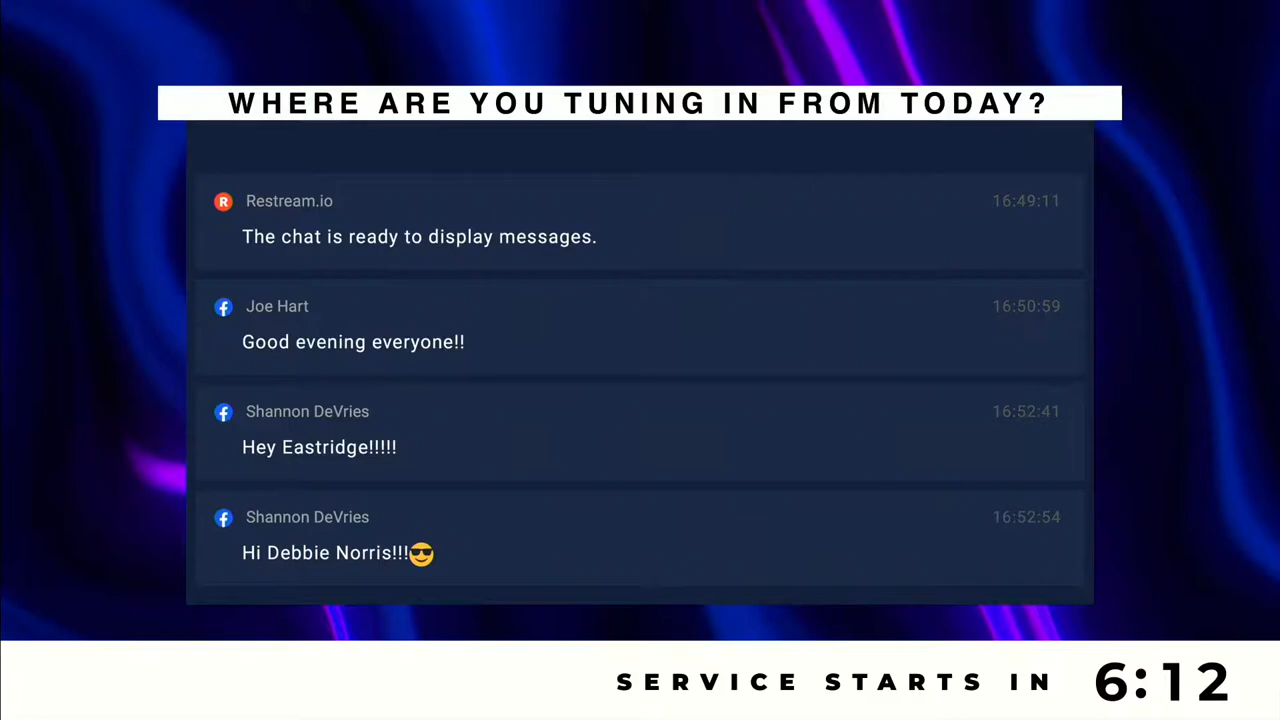 WHERE ARE YOU TUNING IN FROM TODAY?
R Restream.io 16:49:11
The chat is ready to display messages.
Joe Hart 16:50:59
Good evening everyone!!
Shannon DeVries 16:52:41
Hey Eastridge!!!!!
Shannon DeVries 16:52:54
Hi Debbie Norris!!!😎
SERVICE STARTS IN 6:12